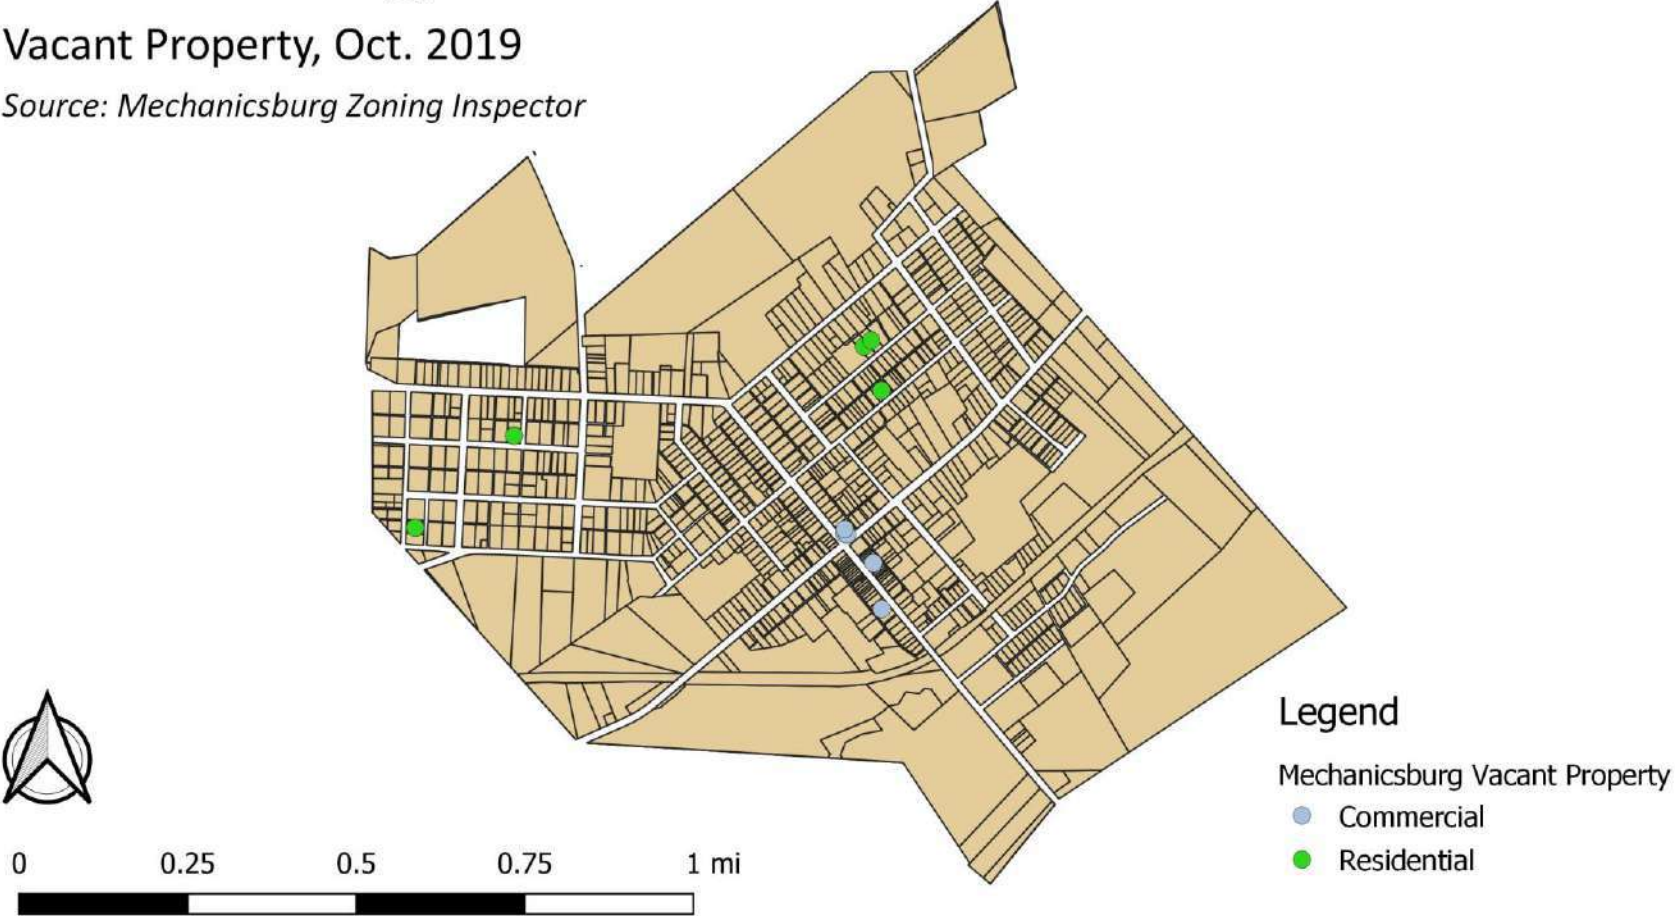 Vacant Property, Oct. 2019
Source: Mechanicsburg Zoning Inspector
Legend
Mechanicsburg Vacant Property
Commercial
Residential
0 0.25 0.5 0.75 1 mi